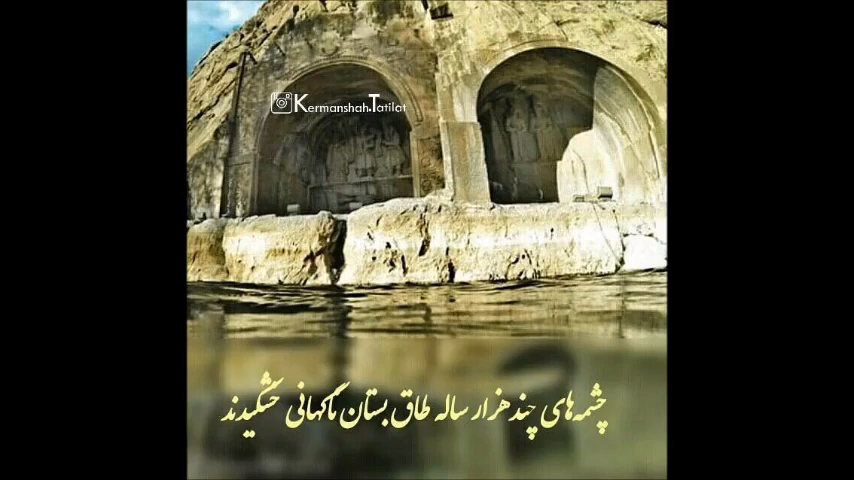 Kermanshah.Tatilat
چشمه‌های چند هزار ساله طاق بستان ناگهانی خشکیدند